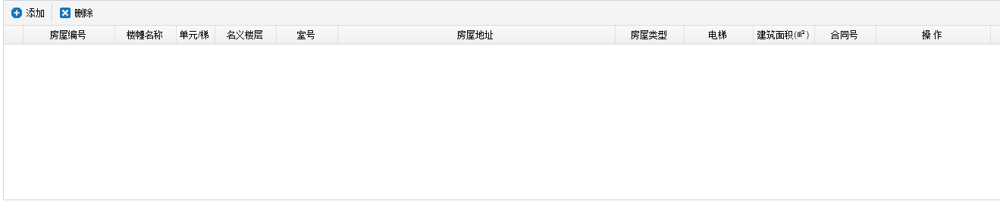 添加 删除
房屋编号 楼幢名称 单元/梯 名义楼层 室号 房屋地址 房屋类型 电梯 建筑面积(㎡) 合同号 操 作